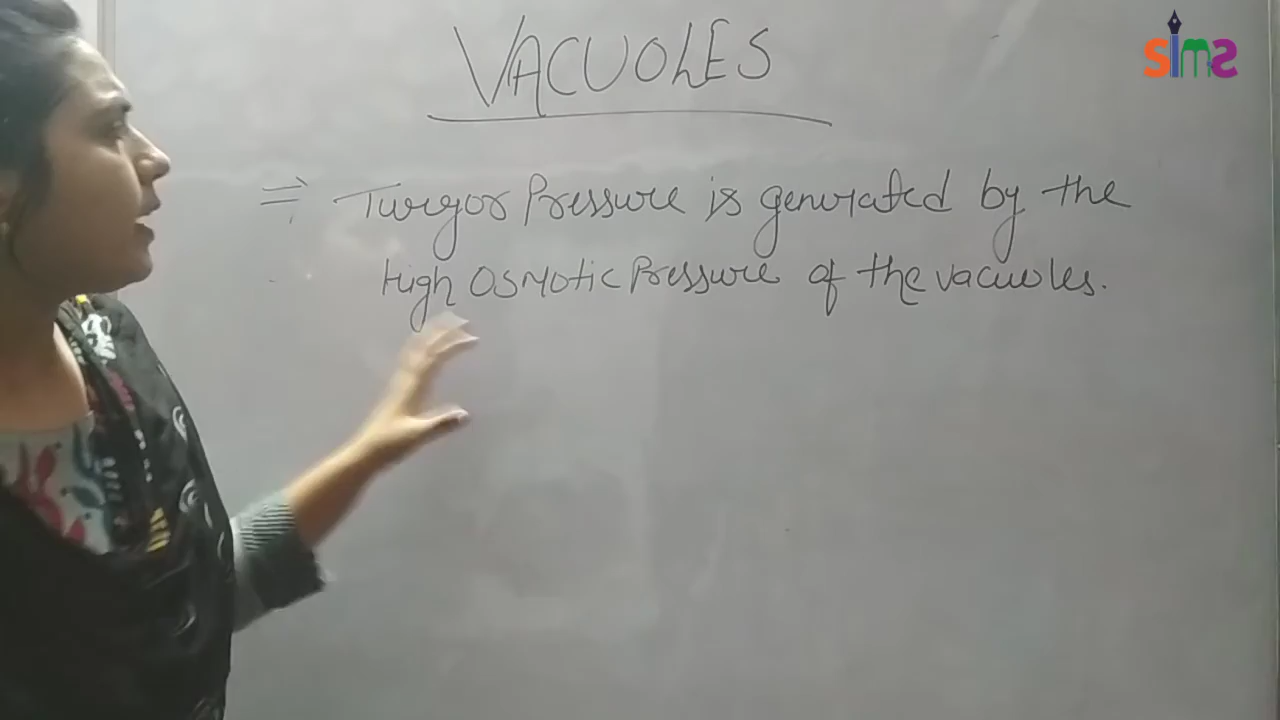 VACUOLES
sims
⇒ Turgor Pressure is generated by the
High Osmotic Pressure of the vacuoles.